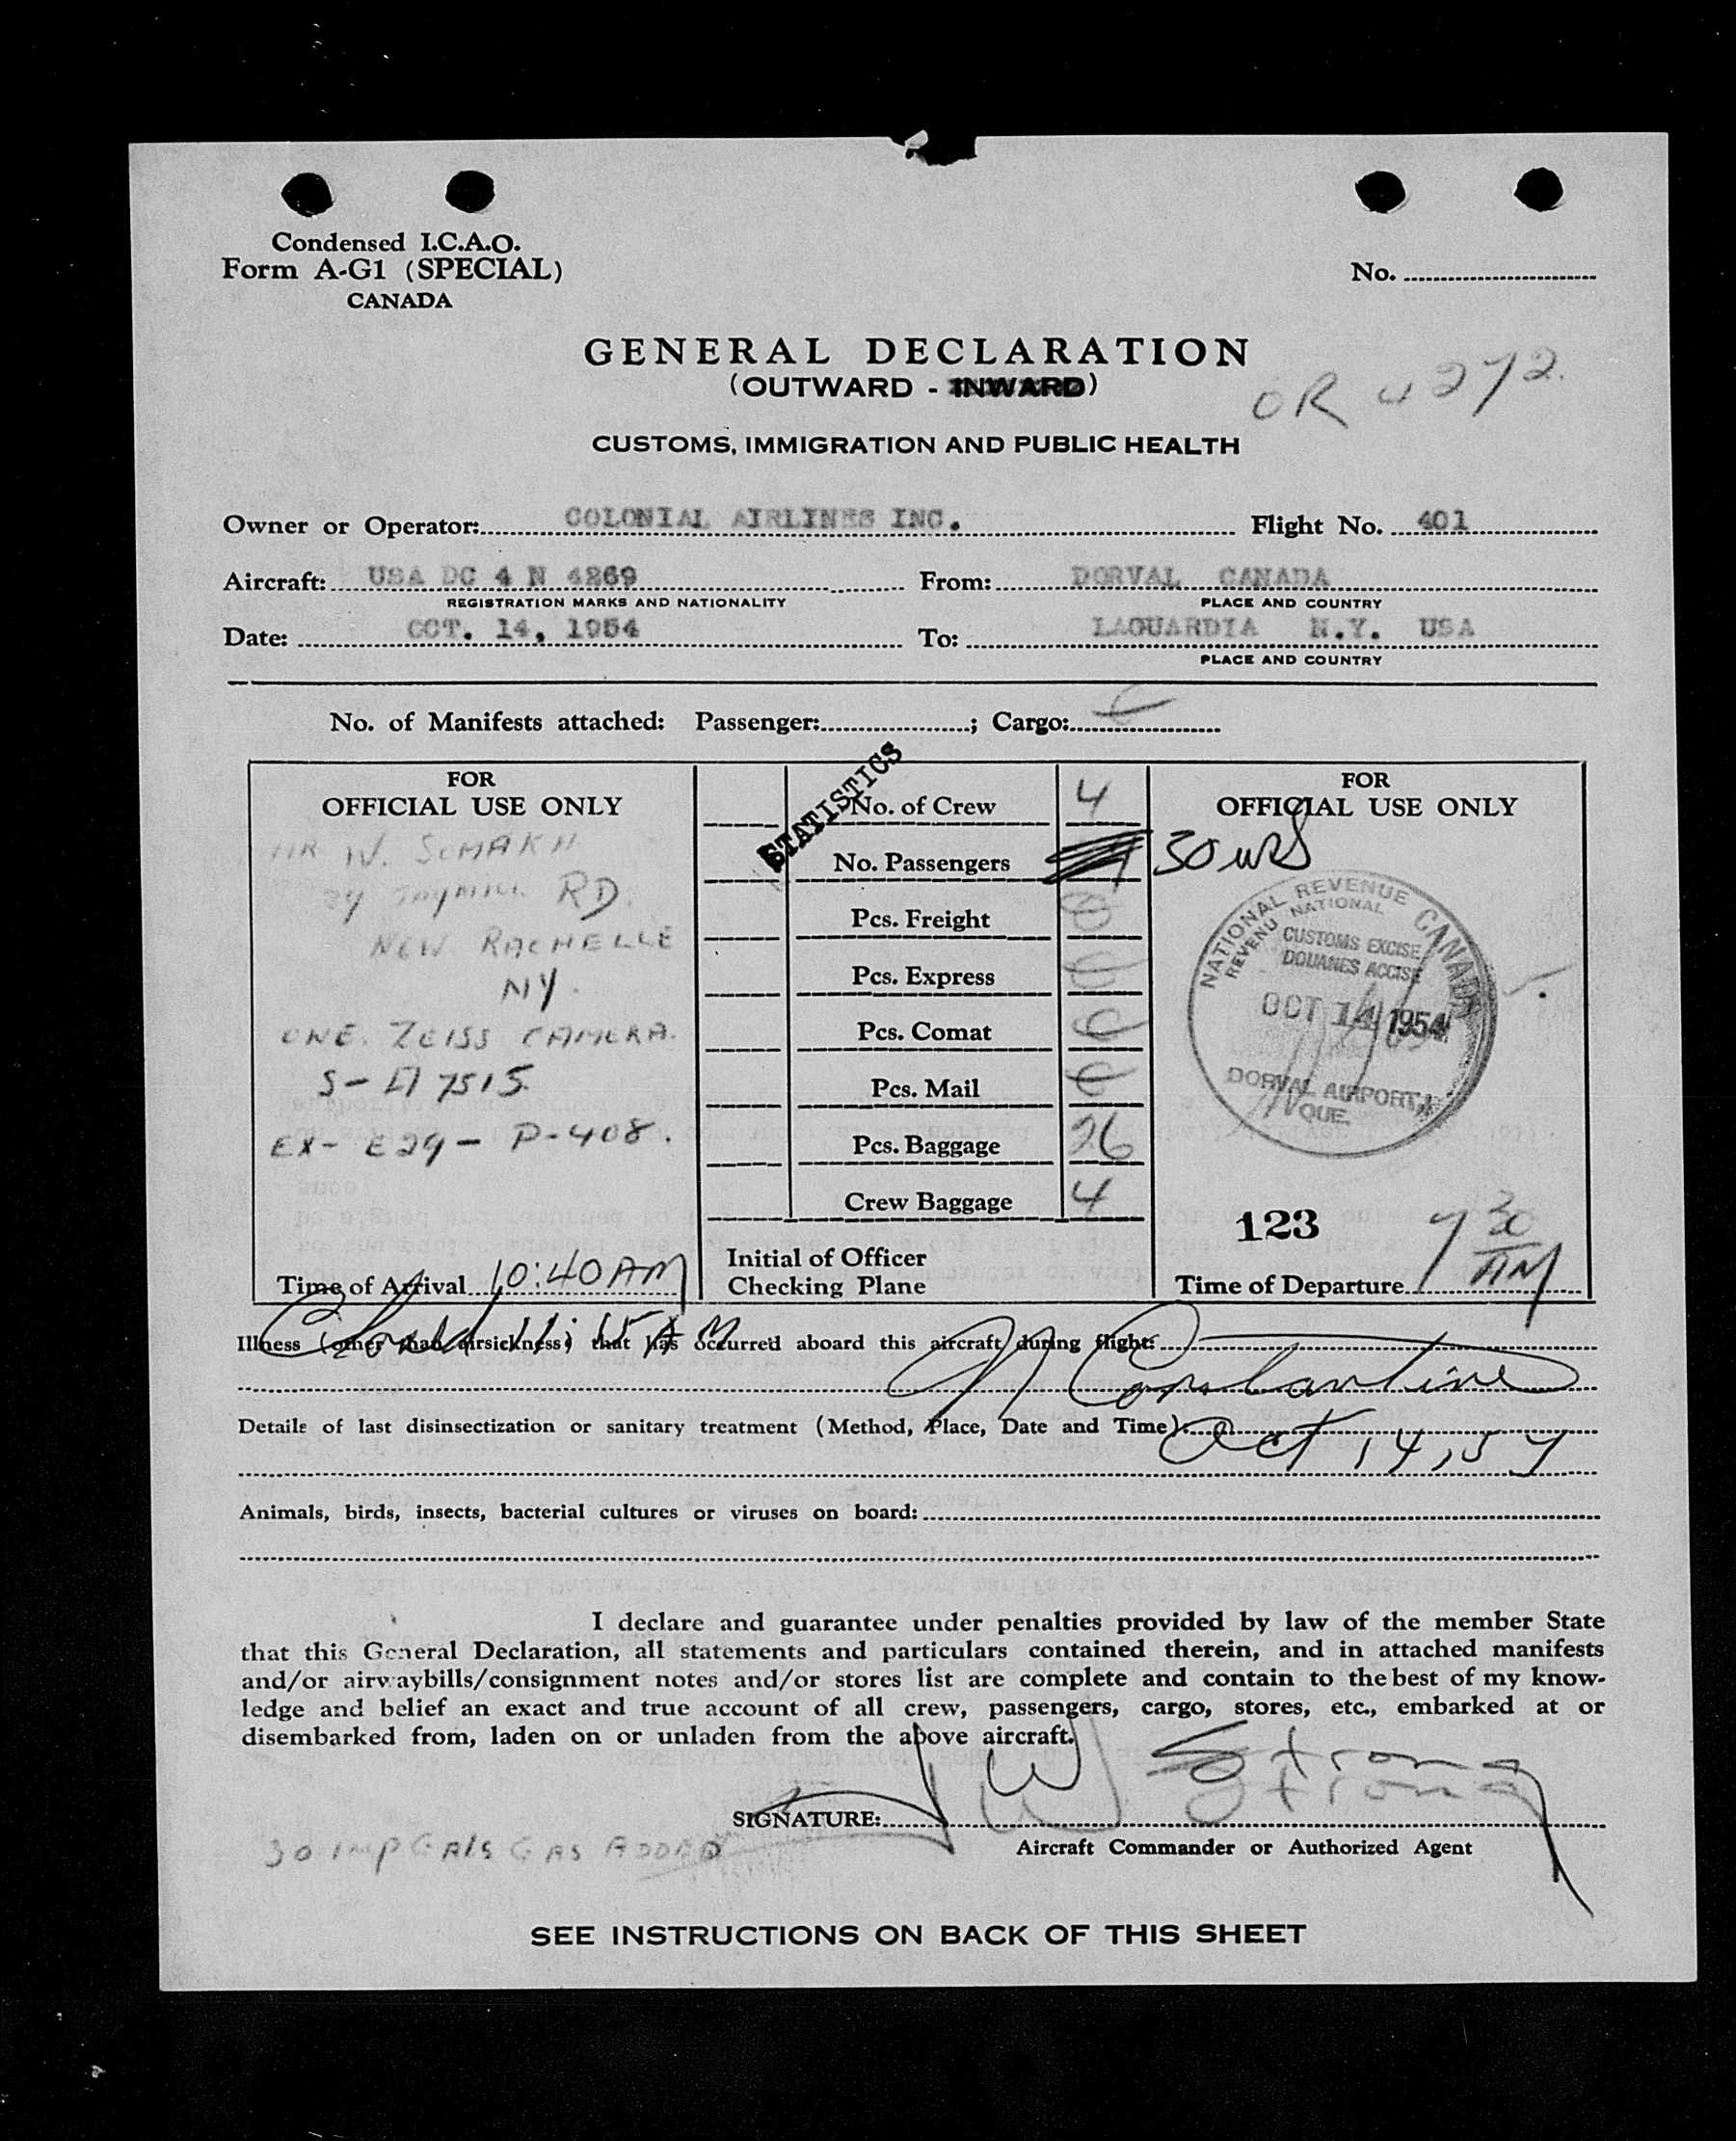 Condensed I.C.A.O.
Form A-G1 (SPECIAL)
CANADA
No.
GENERAL DECLARATION
(OUTWARD - INWARD)
OR 4272.
CUSTOMS, IMMIGRATION AND PUBLIC HEALTH
Owner or Operator: COLONIAL AIRLINES INC. Flight No. 401
Aircraft: USA DC 4 N 4269 From: DORVAL CANADA
REGISTRATION MARKS AND NATIONALITY PLACE AND COUNTRY
Date: OCT. 14, 1954 To: LAGUARDIA N.Y. USA
PLACE AND COUNTRY
No. of Manifests attached: Passenger: ; Cargo:
STATISTICS
FOR
OFFICIAL USE ONLY
MR W.
RD.
NEW RACHELLE
NY.
ONE. ZEISS CAMERA.
EX- E29- P-408.
Time of Arrival 10:40 AM
No. of Crew 4
No. Passengers
Pcs. Freight
Pcs. Express
Pcs. Comat
Pcs. Mail
Pcs. Baggage 26
Crew Baggage 4
Initial of Officer
Checking Plane
FOR
OFFICIAL USE ONLY
NATIONAL REVENUE CANADA
REVENU NATIONAL
CUSTOMS EXCISE
DOUANES ACCISE
OCT 14 1954
DORVAL AIRPORT,
QUE.
123
Time of Departure 30 AM
11:15 AM
Illness (other than airsickness) that has occurred aboard this aircraft during flight:
Constantine
Details of last disinsectization or sanitary treatment (Method, Place, Date and Time):
Oct 14, 54
Animals, birds, insects, bacterial cultures or viruses on board:
I declare and guarantee under penalties provided by law of the member State
that this General Declaration, all statements and particulars contained therein, and in attached manifests
and/or airwaybills/consignment notes and/or stores list are complete and contain to the best of my know-
ledge and belief an exact and true account of all crew, passengers, cargo, stores, etc., embarked at or
disembarked from, laden on or unladen from the above aircraft.
SIGNATURE: W Strong
Aircraft Commander or Authorized Agent
30 IMP GALS GAS ADDED
SEE INSTRUCTIONS ON BACK OF THIS SHEET